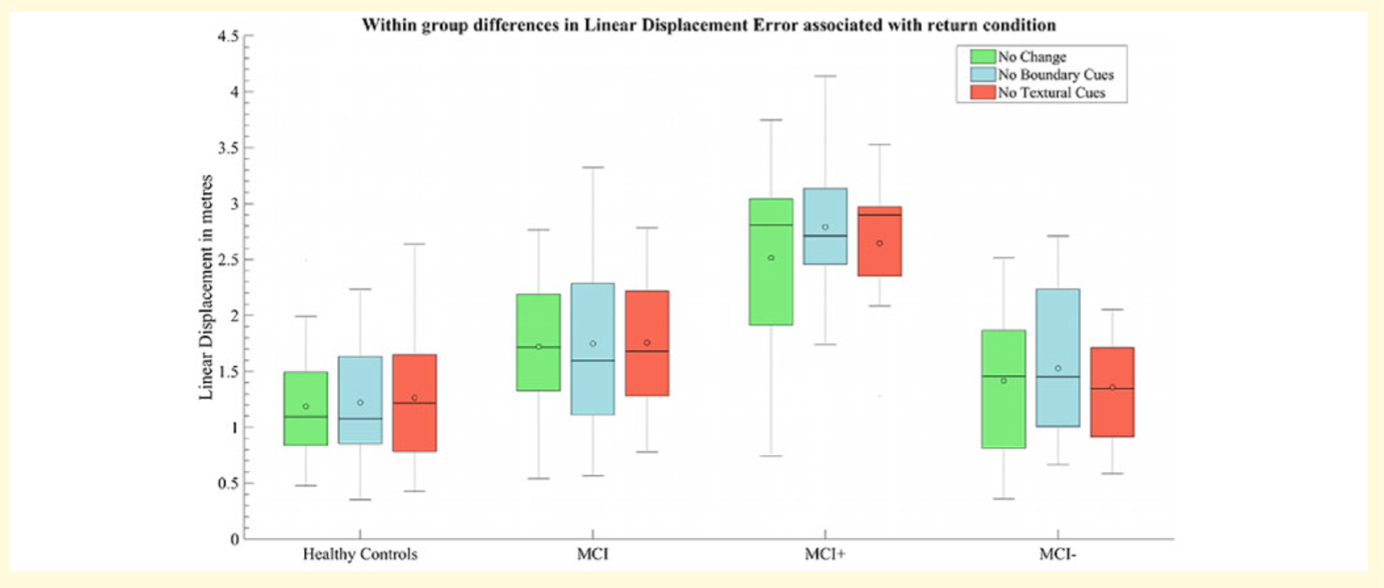 Within group differences in Linear Displacement Error associated with return condition
No Change
No Boundary Cues
No Textural Cues
Linear Displacement in metres
4.5
4
3.5
3
2.5
2
1.5
1
0.5
0
Healthy Controls
MCI
MCI+
MCI-